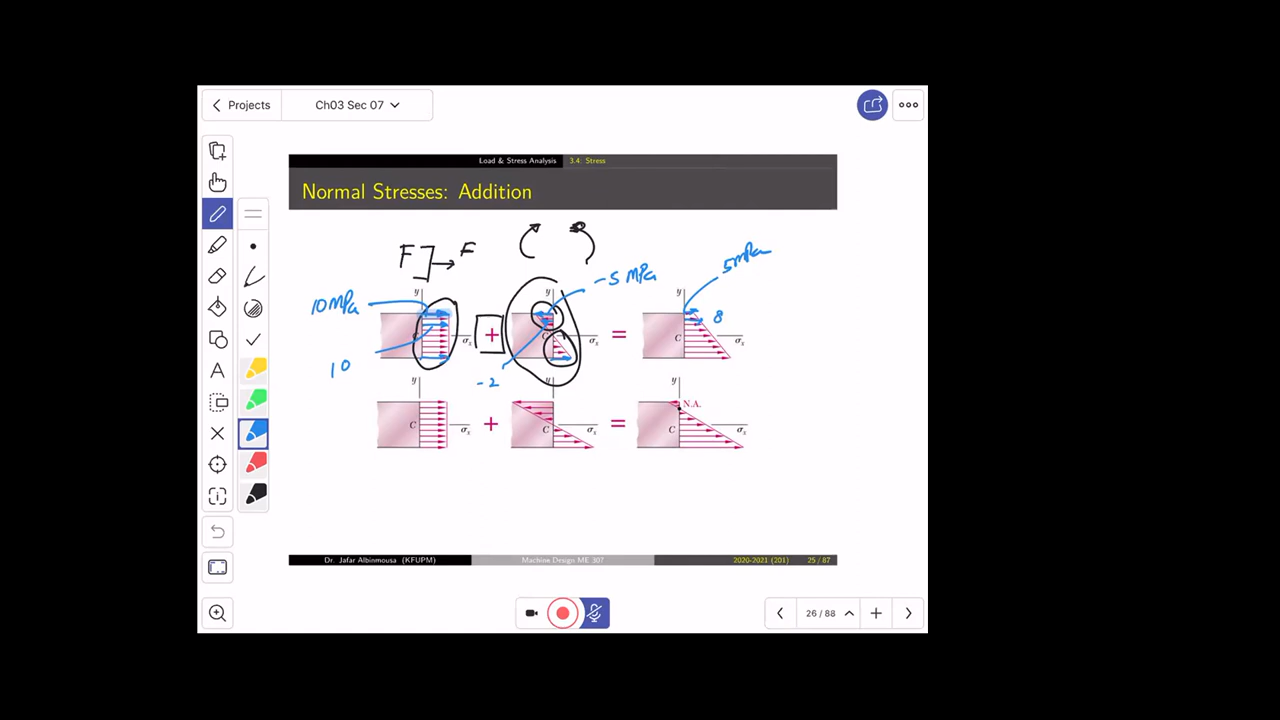 Projects
Ch03 Sec 07
Load & Stress Analysis 3.4: Stress
Normal Stresses: Addition
F F
10MPa
-5 MPa
5MPa
y
y
y
C
σx
+
C
σx
=
C
σx
8
10
-2
y
y
y
N.A.
C
σx
+
C
σx
=
C
σx
Dr. Jafar Albinmousa (KFUPM) Machine Design ME 307 2020-2021 (201) 25 / 87
26 / 88